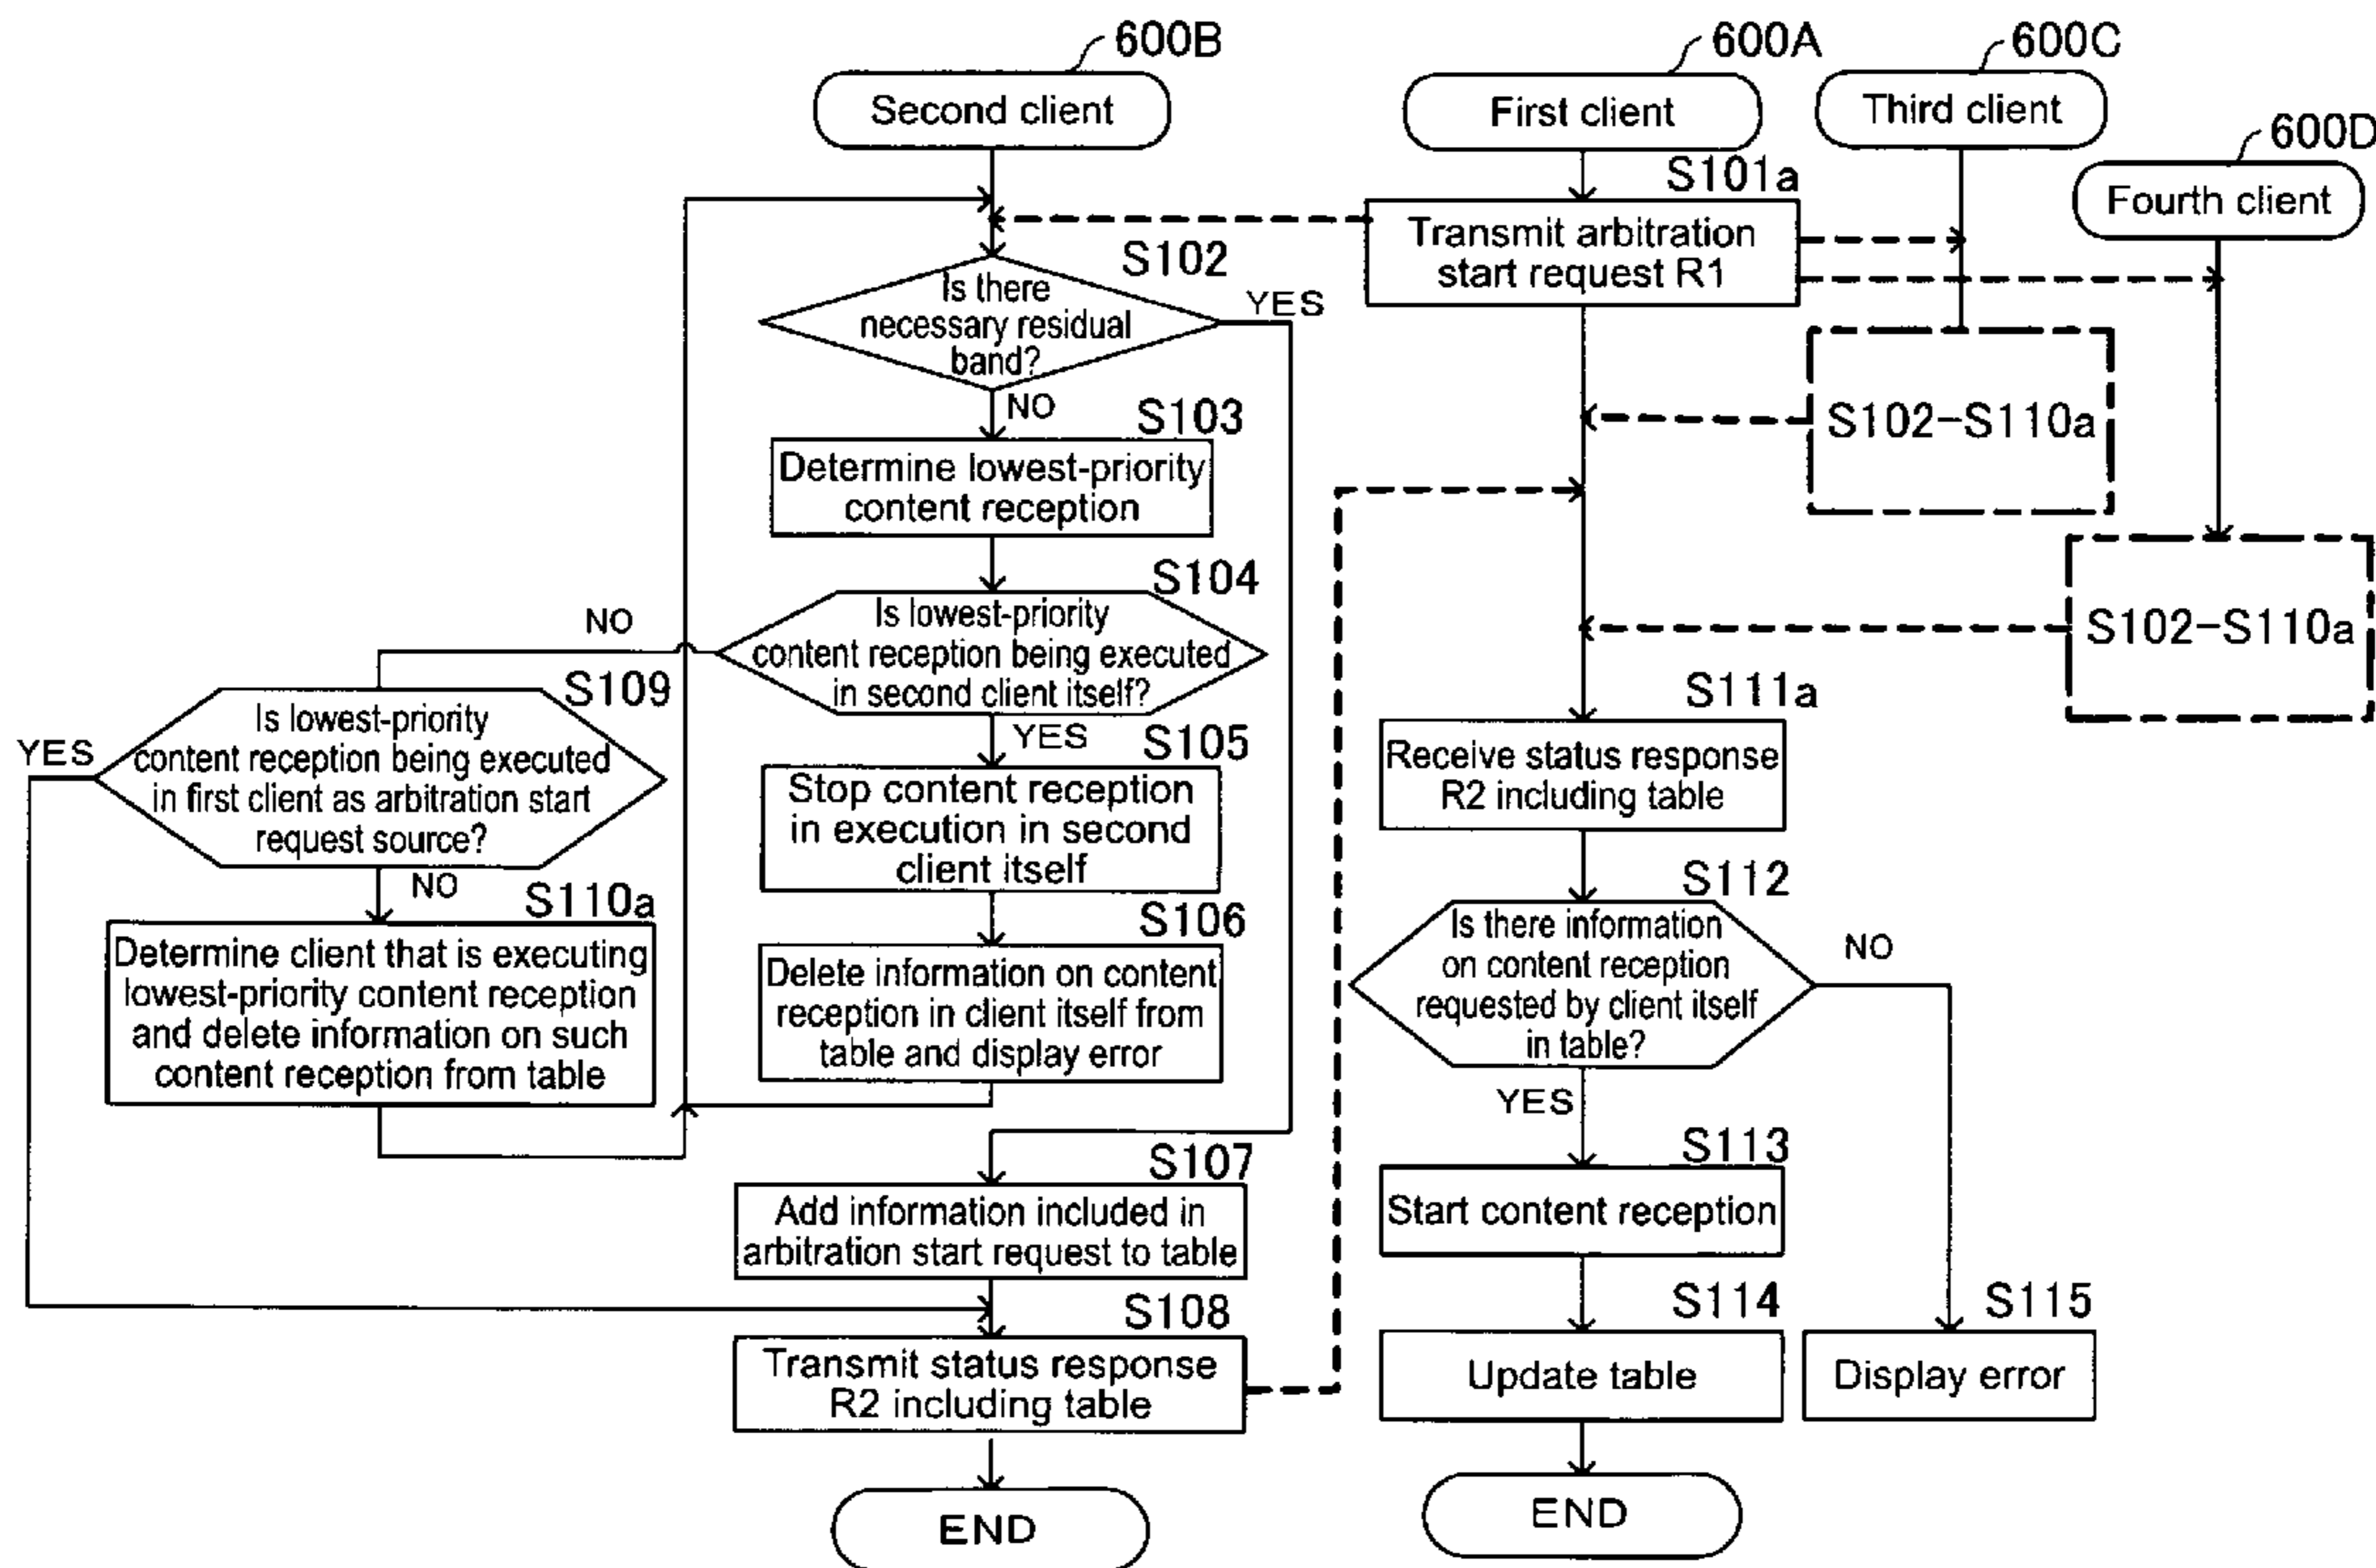 600B
Second client
600A
First client
600C
Third client
600D
Fourth client
S101a
Transmit arbitration
start request R1
S102
Is there
necessary residual
band?
YES
NO
S103
Determine lowest-priority
content reception
S104
Is lowest-priority
content reception being executed
in second client itself?
NO
YES
S105
Stop content reception
in execution in second
client itself
S106
Delete information on content
reception in client itself from
table and display error
S109
Is lowest-priority
content reception being executed
in first client as arbitration start
request source?
YES
NO
S110a
Determine client that is executing
lowest-priority content reception
and delete information on such
content reception from table
S107
Add information included in
arbitration start request to table
S108
Transmit status response
R2 including table
END
S102-S110a
S102-S110a
S111a
Receive status response
R2 including table
S112
Is there information
on content reception
requested by client itself
in table?
NO
YES
S113
Start content reception
S114
Update table
S115
Display error
END